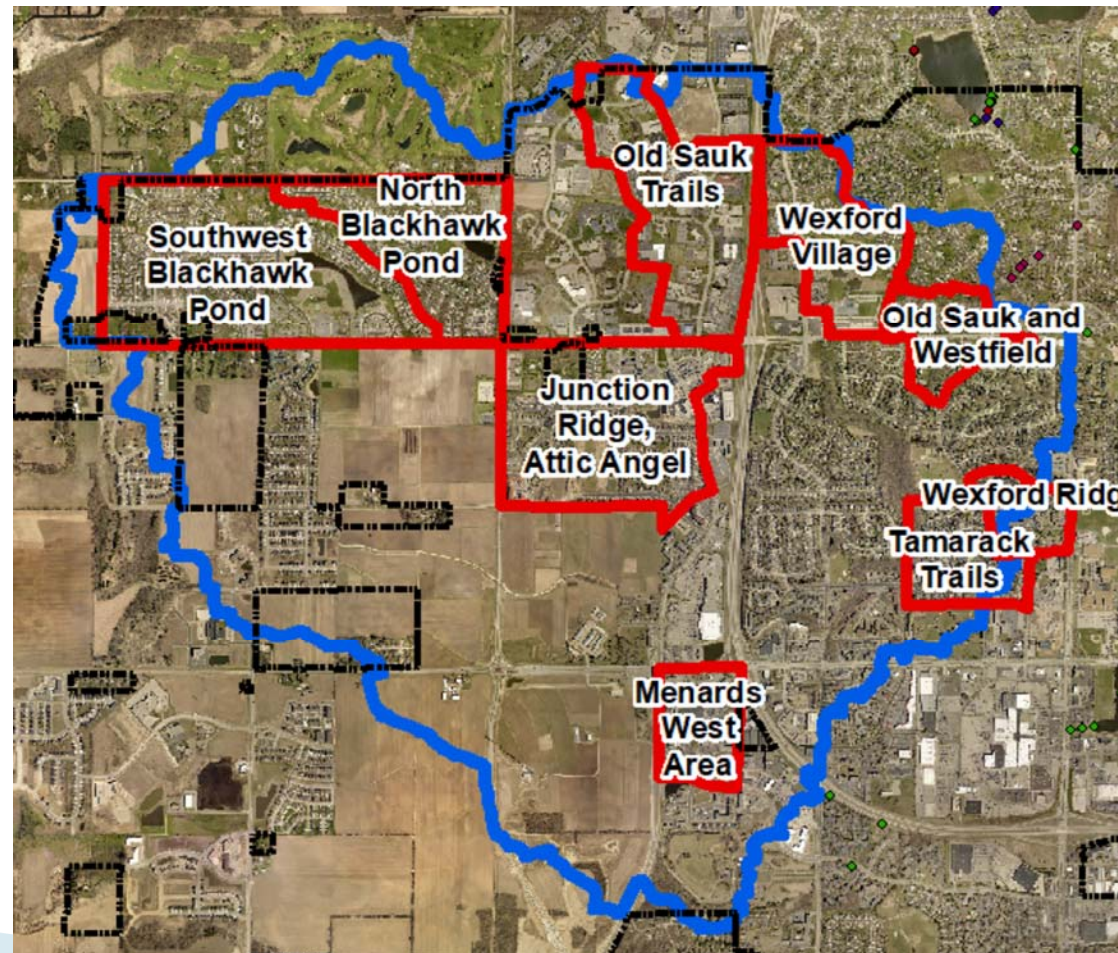 Old Sauk
Trails
North
Blackhawk
Pond
Southwest
Blackhawk
Pond
Wexford
Village
Old Sauk and
Westfield
Junction
Ridge,
Attic Angel
Wexford Ridg
Tamarack
Trails
Menards
West
Area